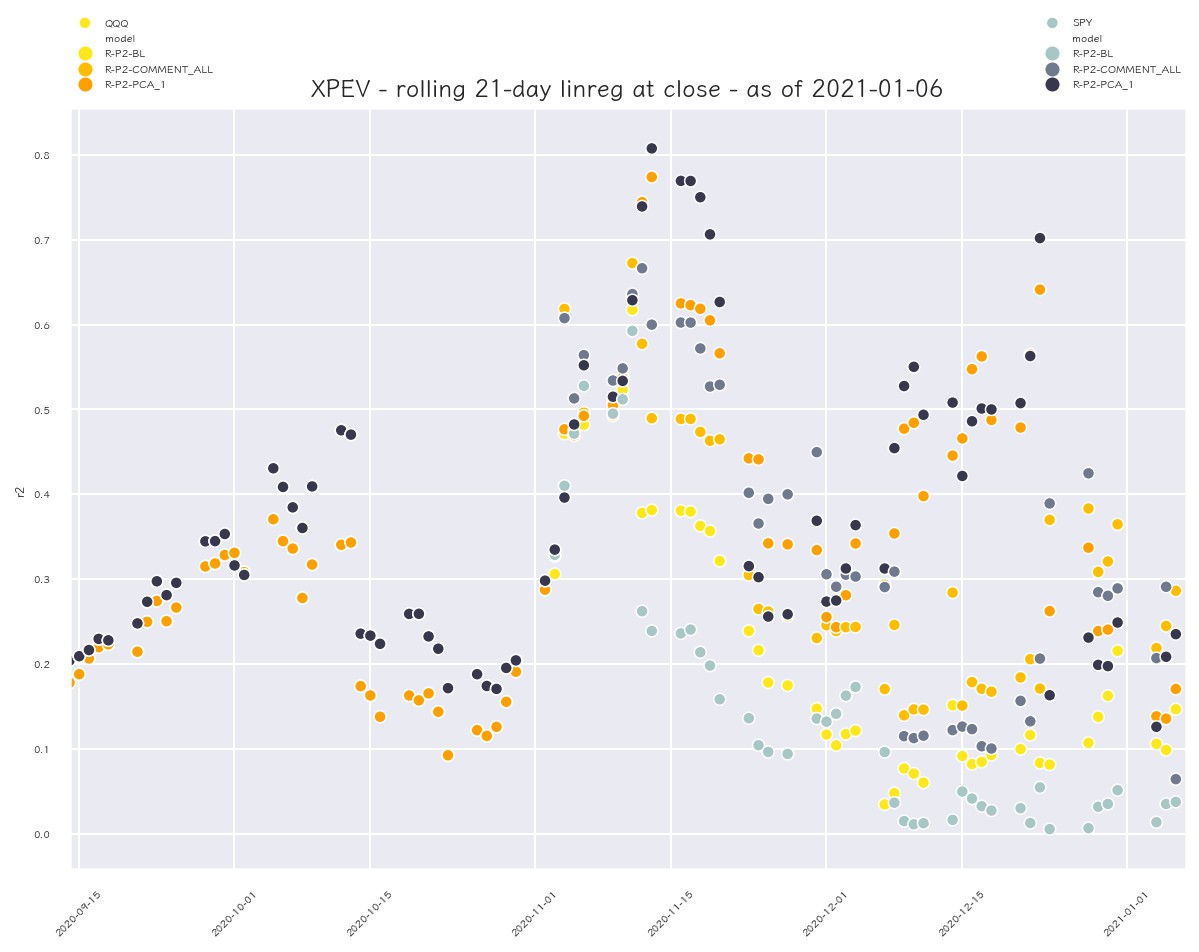 QQQ
model
R-P2-BL
R-P2-COMMENT_ALL
R-P2-PCA_1
SPY
model
R-P2-BL
R-P2-COMMENT_ALL
R-P2-PCA_1
XPEV - rolling 21-day linreg at close - as of 2021-01-06
0.8
0.7
0.6
0.5
0.4
0.3
0.2
0.1
0.0
r2
2020-09-15
2020-10-01
2020-10-15
2020-11-01
2020-11-15
2020-12-01
2020-12-15
2021-01-01